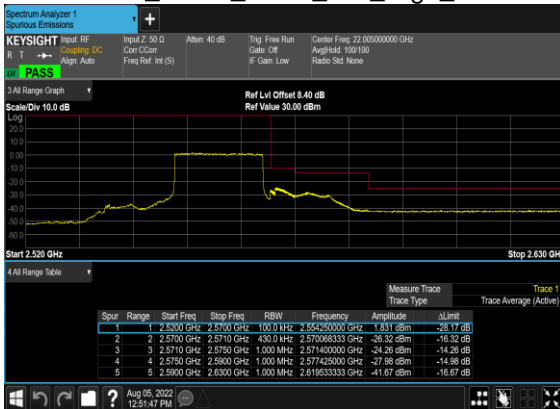 Spectrum Analyzer 1
Spurious Emissions
+
KEYSIGHT Input: RF Input Z: 50 Ω Atten: 40 dB Trig: Free Run Center Freq: 22.005000000 GHz
R T Coupling: DC Corr CCorr Gate: Off Avg|Hold: 100/100
Align: Auto Freq Ref: Int (S) IF Gain: Low Radio Std: None
LXI PASS
3 All Range Graph Ref Lvl Offset 8.40 dB
Scale/Div 10.0 dB Ref Value 30.00 dBm
Log
20.0
10.0
0.00
-10.0
-20.0
-30.0
-40.0
-50.0
-60.0
Start 2.520 GHz Stop 2.630 GH
4 All Range Table
Measure Trace Trace 1
Trace Type Trace Average (Active)
Spur Range Start Freq Stop Freq RBW Frequency Amplitude ΔLimit
1 1 2.5200 GHz 2.5700 GHz 100.0 kHz 2.554250000 GHz 1.831 dBm -28.17 dB
2 2 2.5700 GHz 2.5710 GHz 430.0 kHz 2.570068333 GHz -26.32 dBm -16.32 dB
3 3 2.5710 GHz 2.5750 GHz 1.000 MHz 2.571400000 GHz -24.26 dBm -14.26 dB
4 4 2.5750 GHz 2.5900 GHz 1.000 MHz 2.577425000 GHz -27.98 dBm -14.98 dB
5 5 2.5900 GHz 2.6300 GHz 1.000 MHz 2.619533333 GHz -41.67 dBm -16.67 dB
? Aug 05, 2022
12:51:47 PM